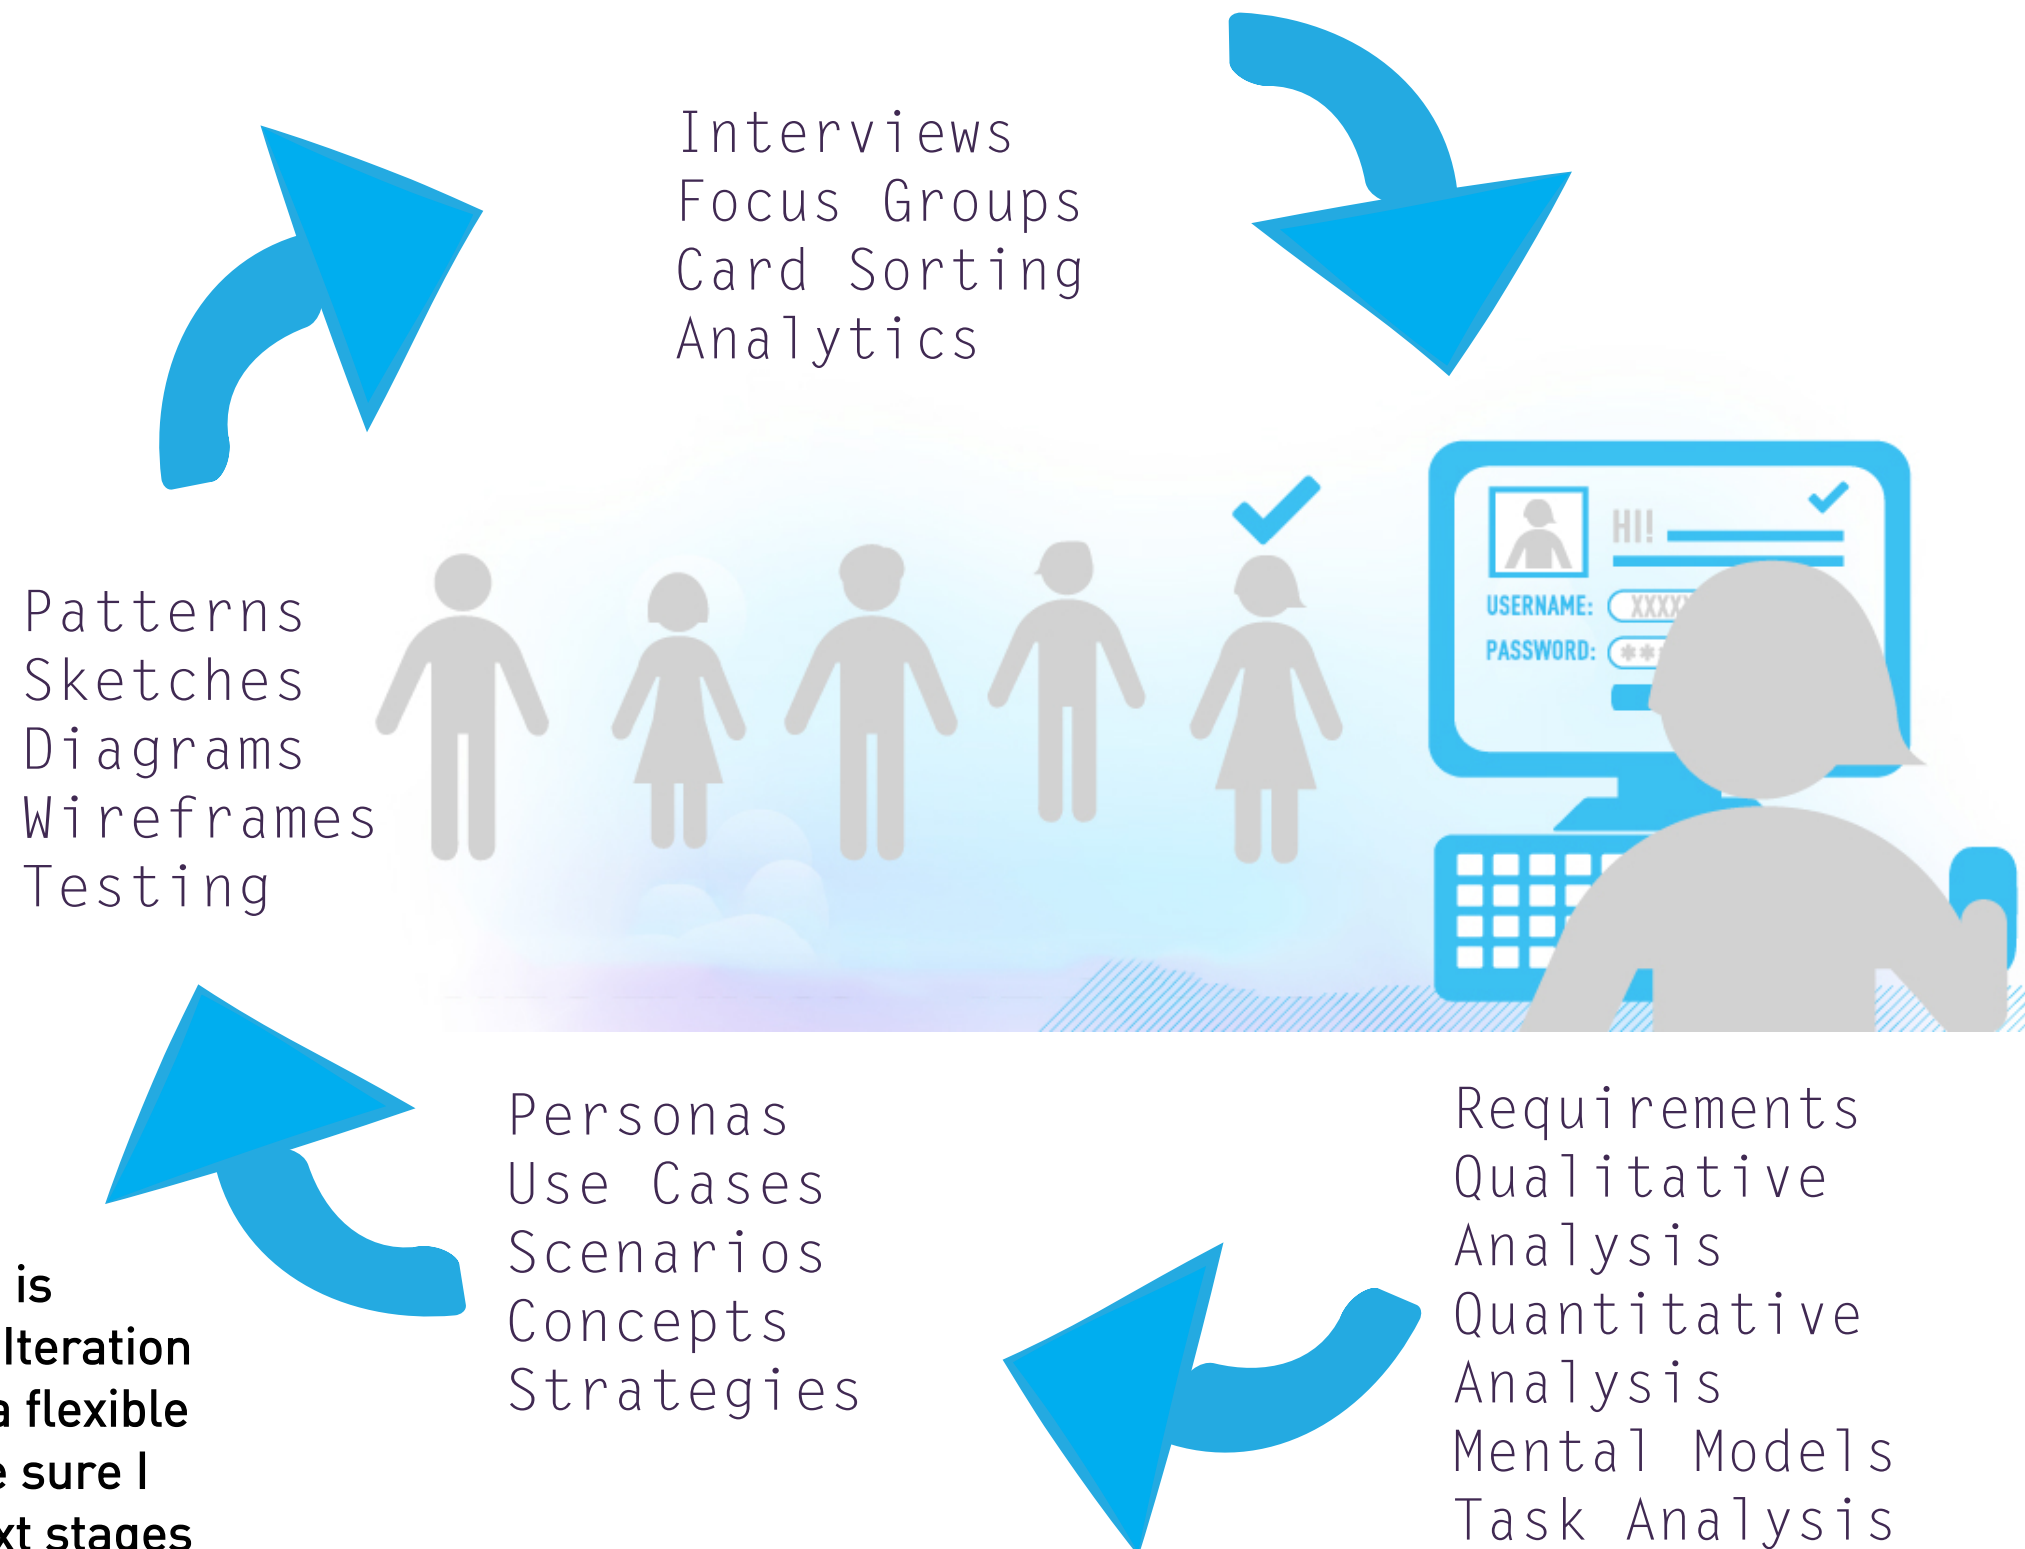 Interviews
Focus Groups
Card Sorting
Analytics
HI!
USERNAME: XXXX
PASSWORD: **
Patterns
Sketches
Diagrams
Wireframes
Testing
Personas
Use Cases
Scenarios
Concepts
Strategies
Requirements
Qualitative
Analysis
Quantitative
Analysis
Mental Models
Task Analysis
is
Iteration
a flexible
sure I
stages